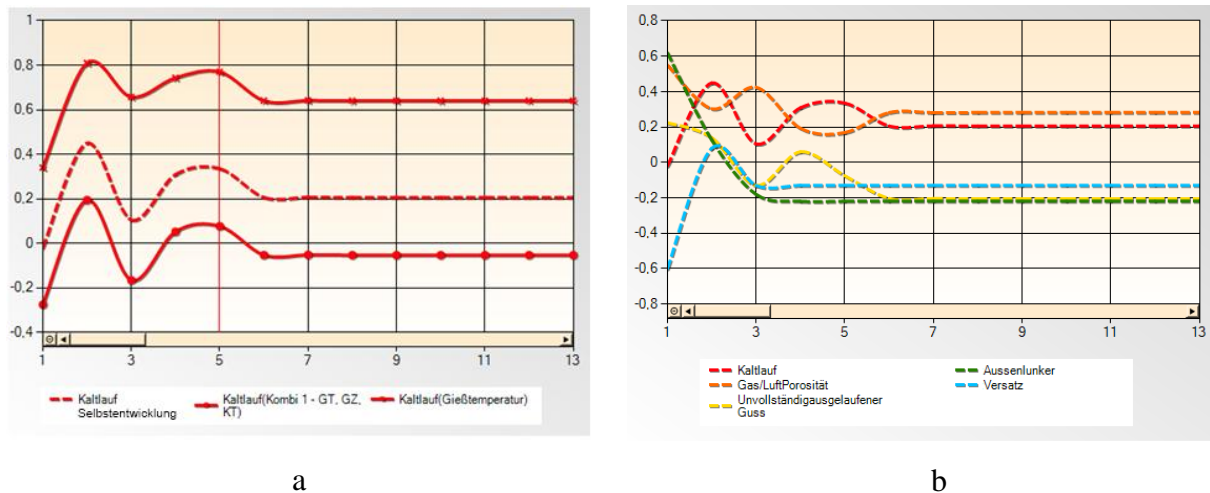 1
0,8
0,6
0,4
0,2
0
-0,2
-0,4
1 3 5 7 9 11 13
Kaltlauf
Selbstentwicklung
Kaltlauf(Kombi 1 - GT, GZ,
KT)
Kaltlauf(Gießtemperatur)
a
0,8
0,6
0,4
0,2
0
-0,2
-0,4
-0,6
-0,8
1 3 5 7 9 11 13
Kaltlauf
Gas/LuftPorosität
Unvollständigausgelaufener
Guss
Aussenlunker
Versatz
b